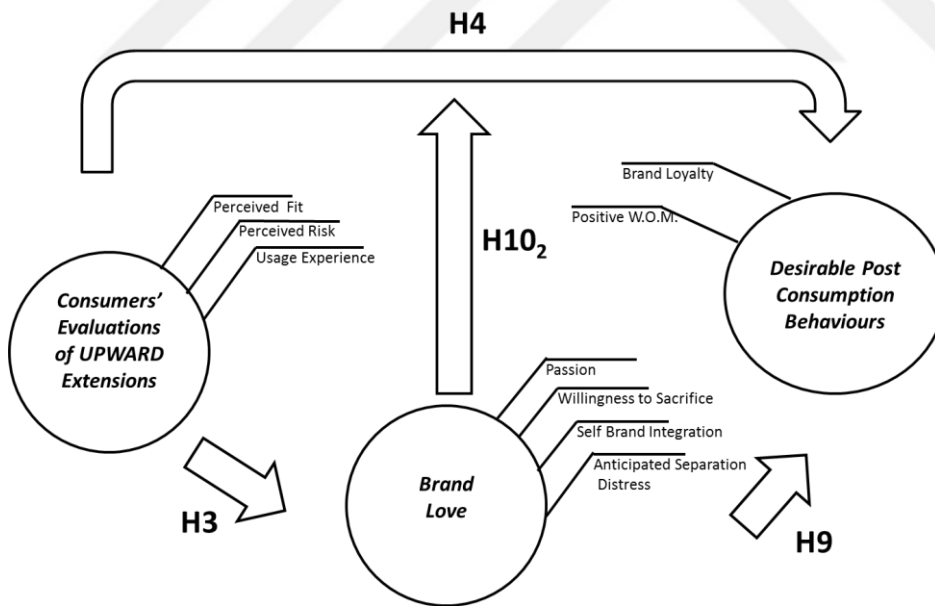 H4
Perceived Fit
Perceived Risk
Usage Experience
Consumers’
Evaluations
of UPWARD
Extensions
H10₂
Brand Loyalty
Positive W.O.M.
Desirable Post
Consumption
Behaviours
Passion
Willingness to Sacrifice
Self Brand Integration
Anticipated Separation
Distress
Brand
Love
H3
H9